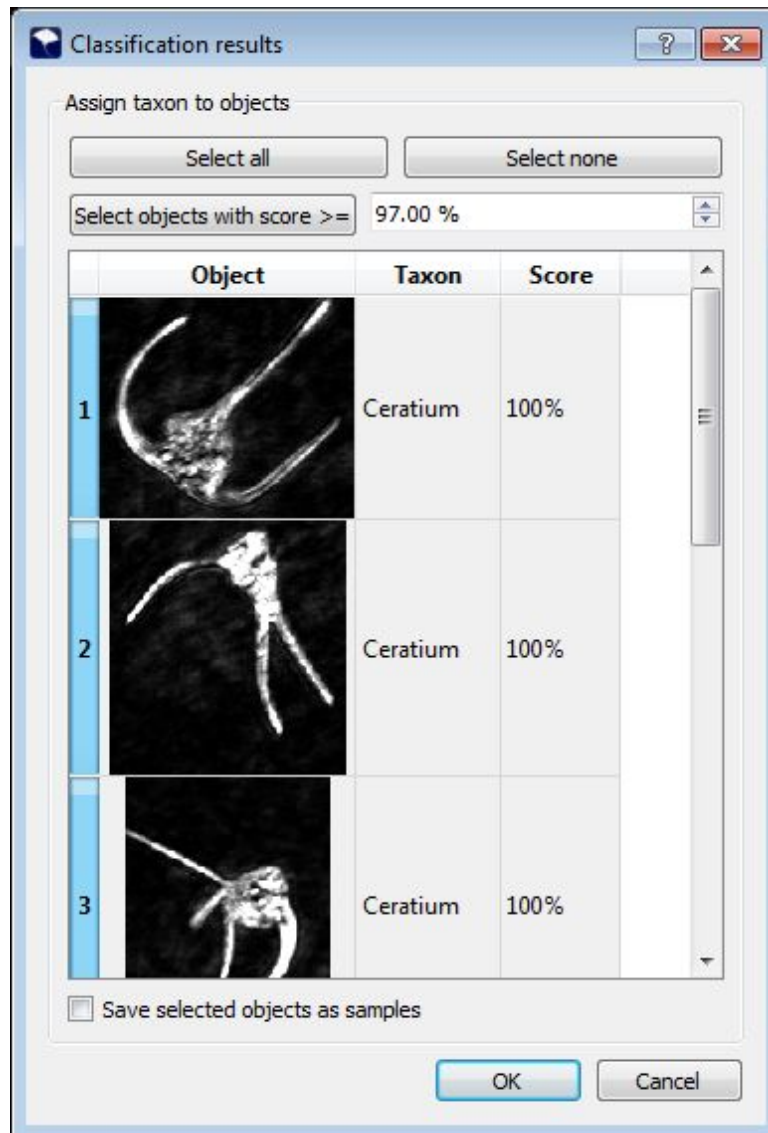 Classification results
Assign taxon to objects
Select all Select none
Select objects with score >= 97.00 %
Object Taxon Score
1 Ceratium 100%
2 Ceratium 100%
3 Ceratium 100%
Save selected objects as samples
OK Cancel